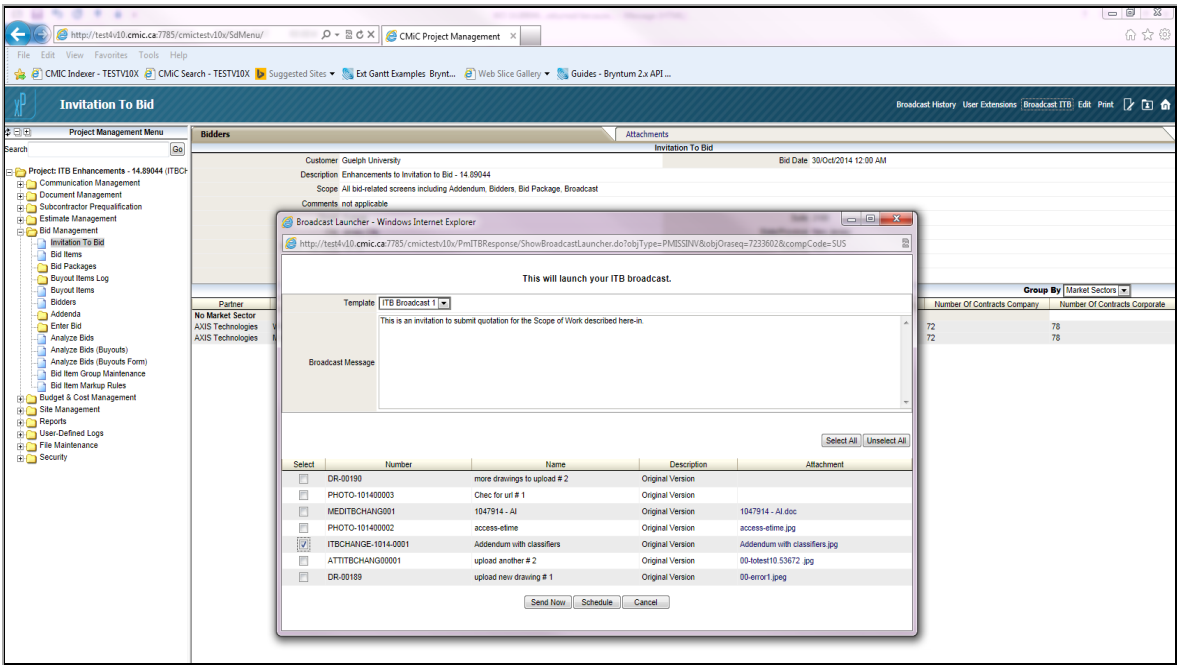 http://test4v10.cmic.ca:7785/cmictestv10x/SdMenu/
CMiC Project Management
File Edit View Favorites Tools Help
CMIC Indexer - TESTV10X CMiC Search - TESTV10X Suggested Sites Ext Gantt Examples Brynt... Web Slice Gallery Guides - Bryntum 2.x API ...
xP Invitation To Bid
Broadcast History User Extensions Broadcast ITB Edit Print
Project Management Menu
Search Go
Project: ITB Enhancements - 14.89044 (ITBCH
Communication Management
Document Management
Subcontractor Prequalification
Estimate Management
Bid Management
Invitation To Bid
Bid Items
Bid Packages
Buyout Items Log
Buyout Items
Bidders
Addenda
Enter Bid
Analyze Bids
Analyze Bids (Buyouts)
Analyze Bids (Buyouts Form)
Bid Item Group Maintenance
Bid Item Markup Rules
Budget & Cost Management
Site Management
Reports
User-Defined Logs
File Maintenance
Security
Bidders Attachments
Invitation To Bid
Customer Guelph University Bid Date 30/Oct/2014 12:00 AM
Description Enhancements to Invitation to Bid - 14.89044
Scope All bid-related screens including Addendum, Bidders, Bid Package, Broadcast
Comments not applicable
Group By Market Sectors
Partner Number Of Contracts Company Number Of Contracts Corporate
No Market Sector
AXIS Technologies 72 78
AXIS Technologies 72 78
Broadcast Launcher - Windows Internet Explorer
http://test4v10.cmic.ca:7785/cmictestv10x/PmITBResponse/ShowBroadcastLauncher.do?objType=PMISSINV&objOraseq=7233602&compCode=SUS
This will launch your ITB broadcast.
Template ITB Broadcast 1
Broadcast Message This is an invitation to submit quotation for the Scope of Work described here-in.
Select All Unselect All
Select Number Name Description Attachment
DR-00190 more drawings to upload # 2 Original Version
PHOTO-101400003 Chec for url # 1 Original Version
MEDITBCHANG001 1047914 - AI Original Version 1047914 - AI.doc
PHOTO-101400002 access-etime Original Version access-etime.jpg
ITBCHANGE-1014-0001 Addendum with classifiers Original Version Addendum with classifiers.jpg
ATTITBCHANG00001 upload another # 2 Original Version 00-totest10.53672 .jpg
DR-00189 upload new drawing # 1 Original Version 00-error1.jpeg
Send Now Schedule Cancel